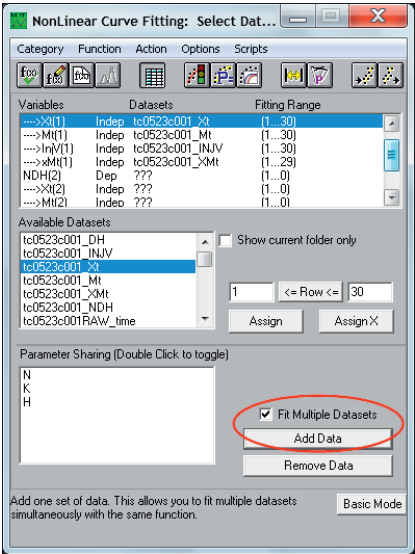 NonLinear Curve Fitting: Select Dat...
Category Function Action Options Scripts
Variables Datasets Fitting Range
---->Xt(1) Indep tc0523c001_Xt (1...30)
---->Mt(1) Indep tc0523c001_Mt (1...30)
---->InjV(1) Indep tc0523c001_INJV (1...30)
---->xMt(1) Indep tc0523c001_XMt (1...29)
NDH(2) Dep ??? (1...0)
---->Xt(2) Indep ??? (1...0)
---->Mt(2) Indep ??? (1...0)
Available Datasets
tc0523c001_DH
tc0523c001_INJV
tc0523c001_Xt
tc0523c001_Mt
tc0523c001_XMt
tc0523c001_NDH
tc0523c001RAW_time
Show current folder only
1 <= Row <= 30
Assign Assign X
Parameter Sharing (Double Click to toggle)
N
K
H
Fit Multiple Datasets
Add Data
Remove Data
Add one set of data. This allows you to fit multiple datasets
simultaneously with the same function.
Basic Mode